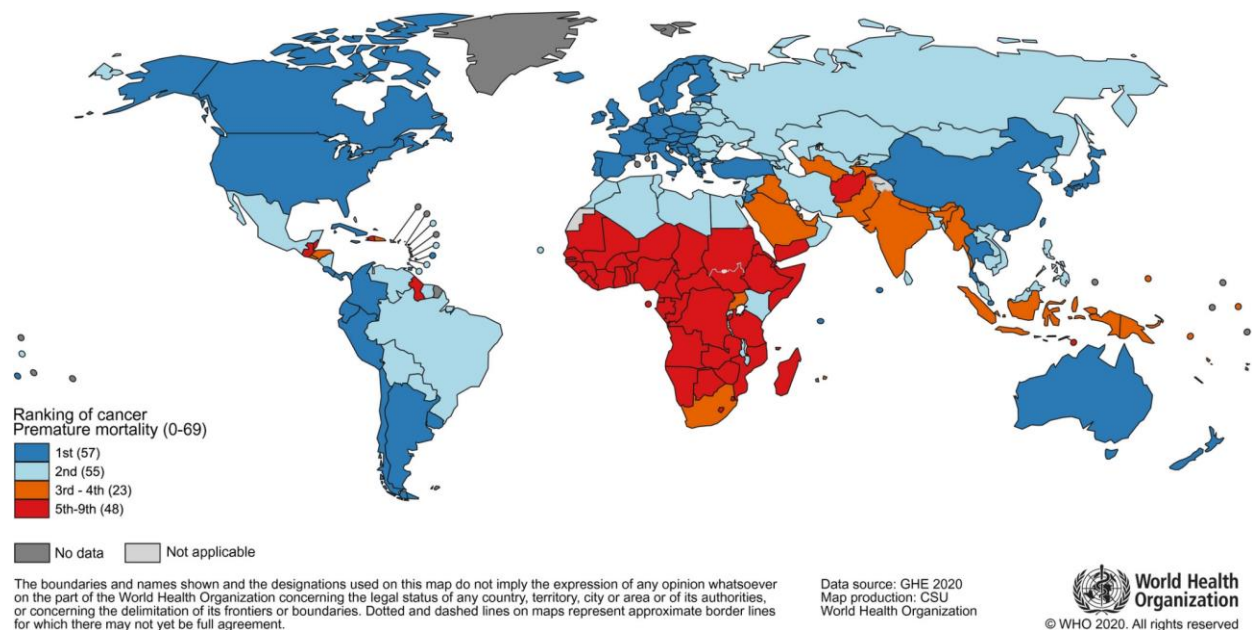 Ranking of cancer
Premature mortality (0-69)
1st (57)
2nd (55)
3rd - 4th (23)
5th-9th (48)
No data
Not applicable
The boundaries and names shown and the designations used on this map do not imply the expression of any opinion whatsoever
on the part of the World Health Organization concerning the legal status of any country, territory, city or area or of its authorities,
or concerning the delimitation of its frontiers or boundaries. Dotted and dashed lines on maps represent approximate border lines
for which there may not yet be full agreement.
Data source: GHE 2020
Map production: CSU
World Health Organization
World Health
Organization
© WHO 2020. All rights reserved